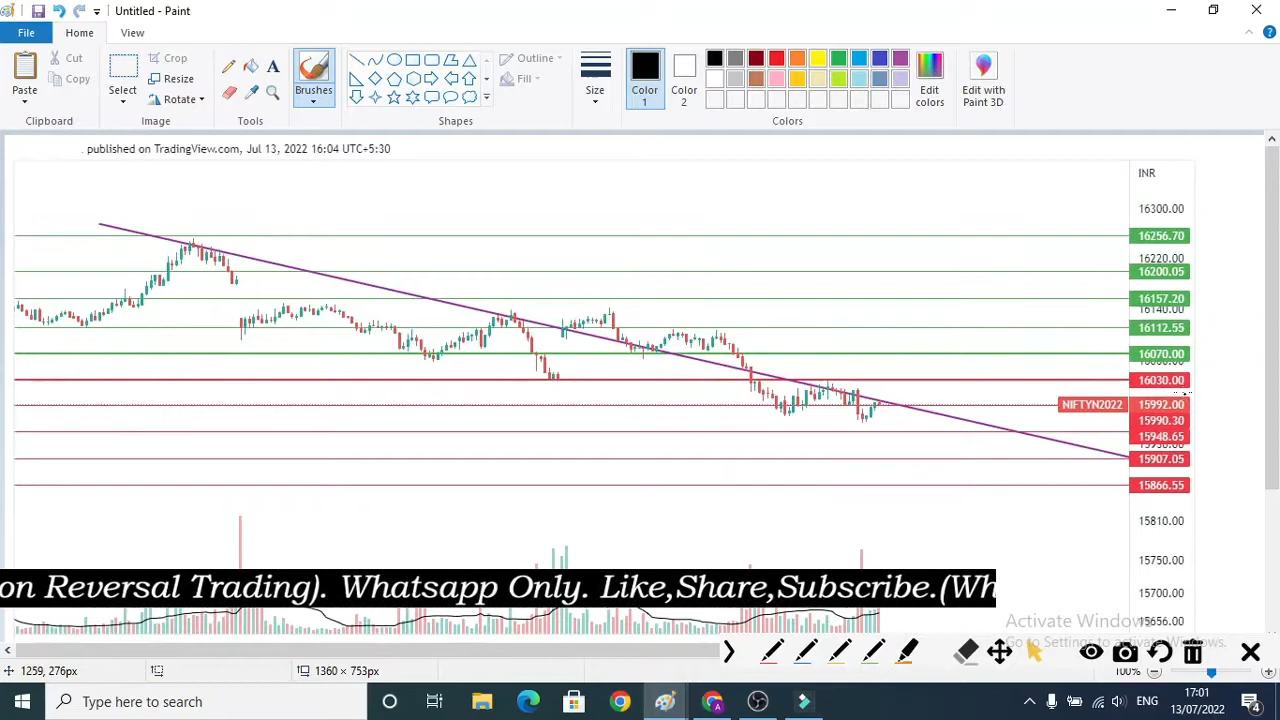 Untitled - Paint
File
Home
View
Paste
Cut
Copy
Clipboard
Select
Crop
Resize
Rotate
Image
Tools
Brushes
Shapes
Outline
Fill
Size
Color 1
Color 2
Colors
Edit colors
Edit with Paint 3D
. published on TradingView.com, Jul 13, 2022 16:04 UTC+5:30
INR
16300.00
16256.70
16220.00
16200.05
16157.20
16140.00
16112.55
16070.00
16030.00
NIFTYN2022 15992.00
15990.30
15948.65
15907.05
15866.55
15810.00
15750.00
15700.00
15656.00
on Reversal Trading). Whatsapp Only. Like,Share,Subscribe.(Wh
Activate Windows
Go to Settings to activate Windows.
1259, 276px
1360 × 753px
100%
Type here to search
ENG
17:01
13/07/2022
4